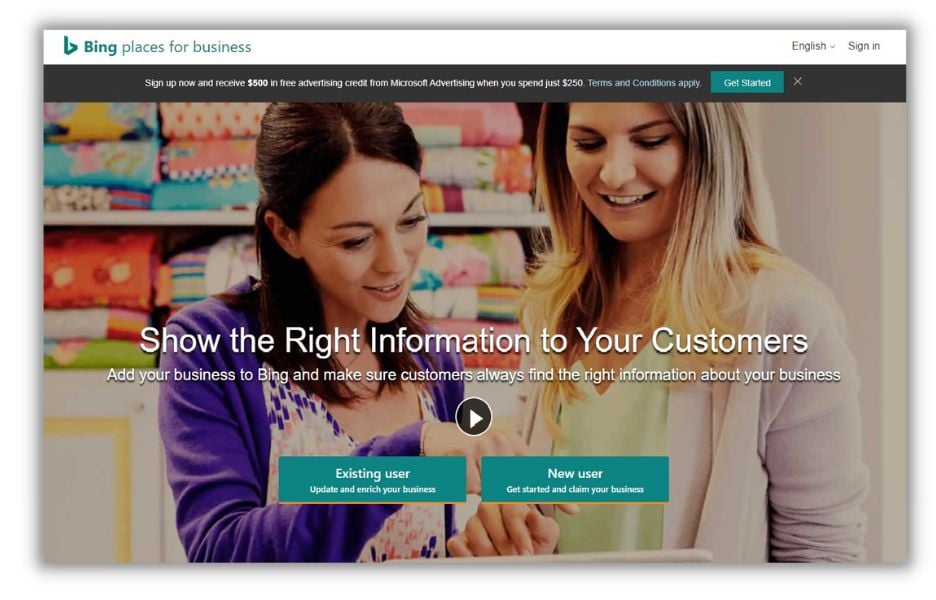 Bing places for business
English
Sign in
Sign up now and receive $500 in free advertising credit from Microsoft Advertising when you spend just $250. Terms and Conditions apply.
Get Started
Show the Right Information to Your Customers
Add your business to Bing and make sure customers always find the right information about your business
Existing user
Update and enrich your business
New user
Get started and claim your business